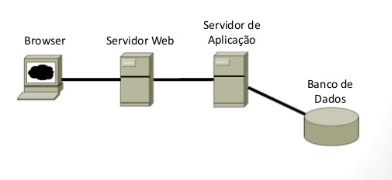 Browser
Servidor Web
Servidor de
Aplicação
Banco de
Dados